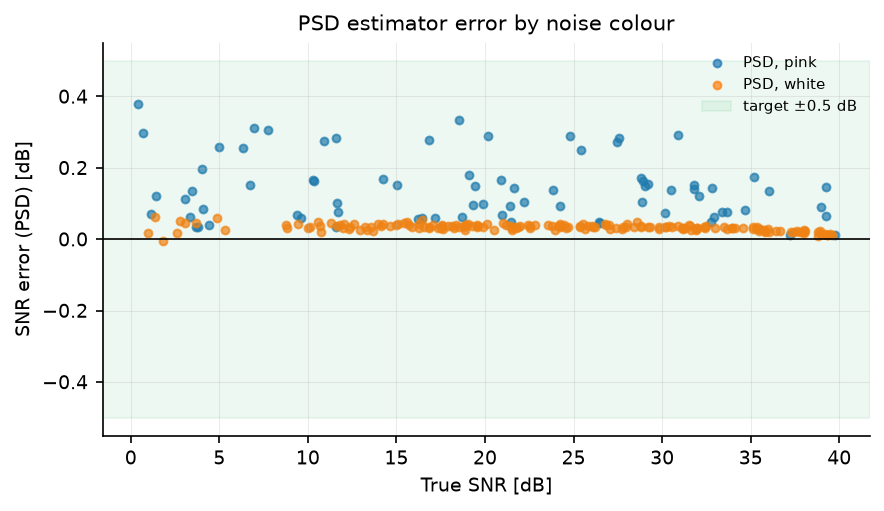 PSD estimator error by noise colour
PSD, pink
PSD, white
target ±0.5 dB
SNR error (PSD) [dB]
0.4
0.2
0.0
−0.2
−0.4
0 5 10 15 20 25 30 35 40
True SNR [dB]